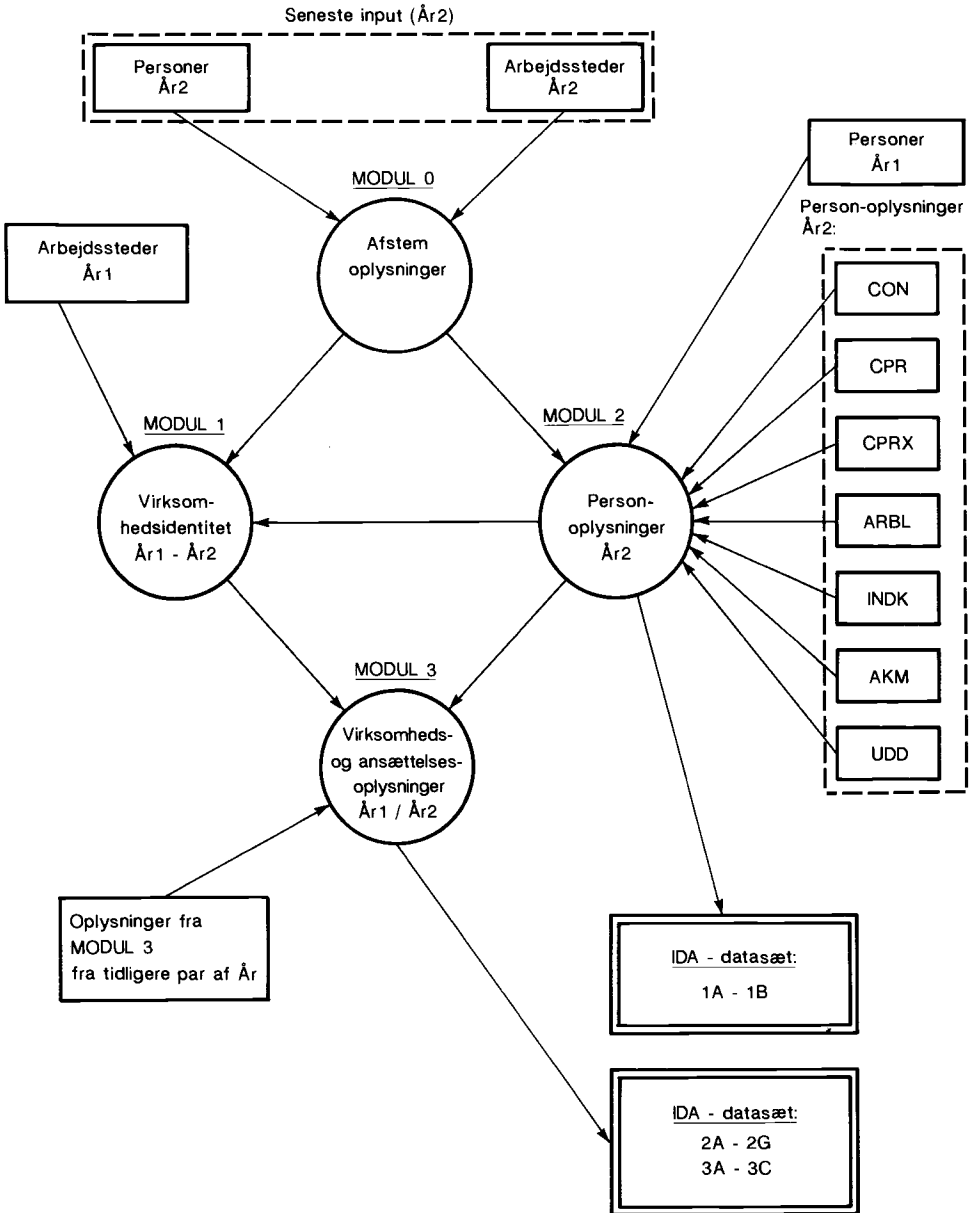 Seneste input (År2)
Personer
År2
Arbejdssteder
År2
Personer
År1
MODUL 0
Afstem
oplysninger
Person-oplysninger
År2:
Arbejdssteder
År1
CON
CPR
CPRX
ARBL
INDK
AKM
UDD
MODUL 1
Virksom-
hedsidentitet
År1 - År2
MODUL 2
Person-
oplysninger
År2
MODUL 3
Virksomheds-
og ansættelses-
oplysninger
År1 / År2
Oplysninger fra
MODUL 3
fra tidligere par af År
IDA - datasæt:
1A - 1B
IDA - datasæt:
2A - 2G
3A - 3C